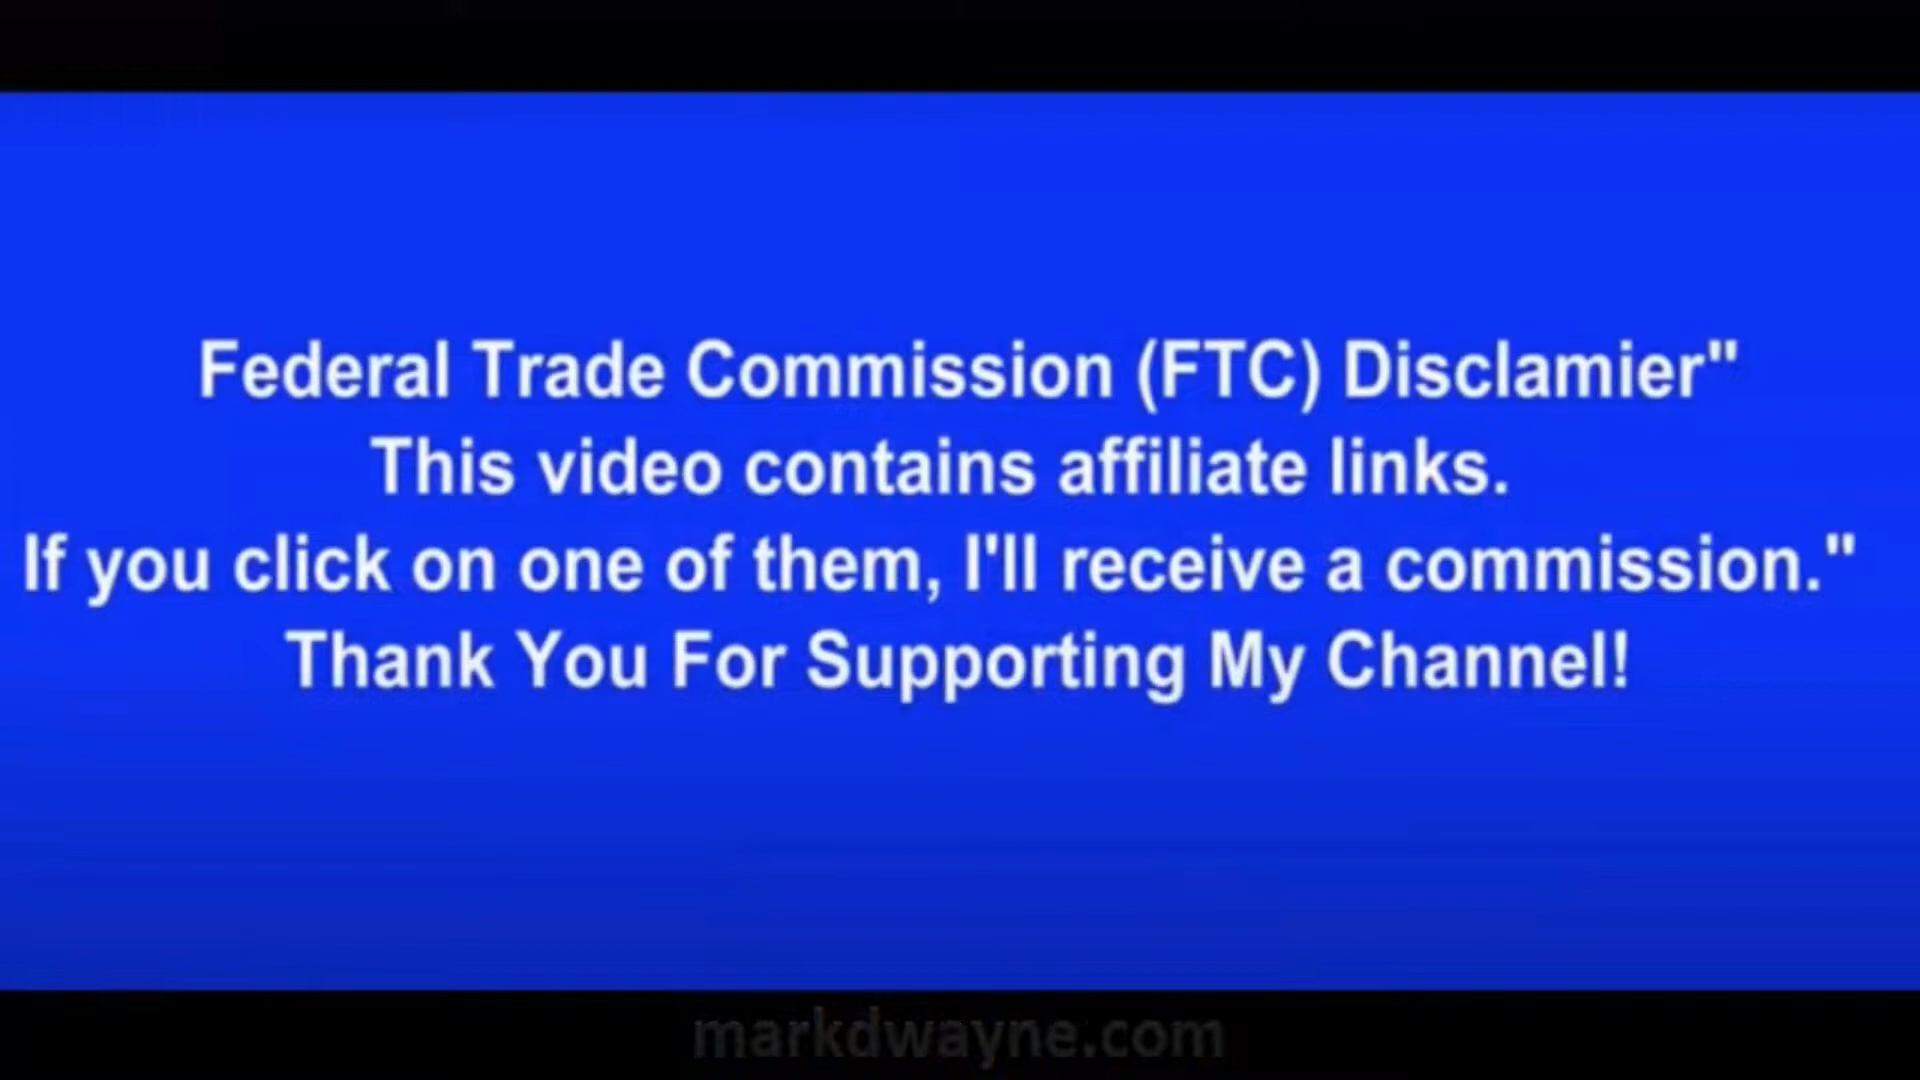 Federal Trade Commission (FTC) Disclamier"
This video contains affiliate links.
If you click on one of them, I'll receive a commission."
Thank You For Supporting My Channel!
markdwayne.com